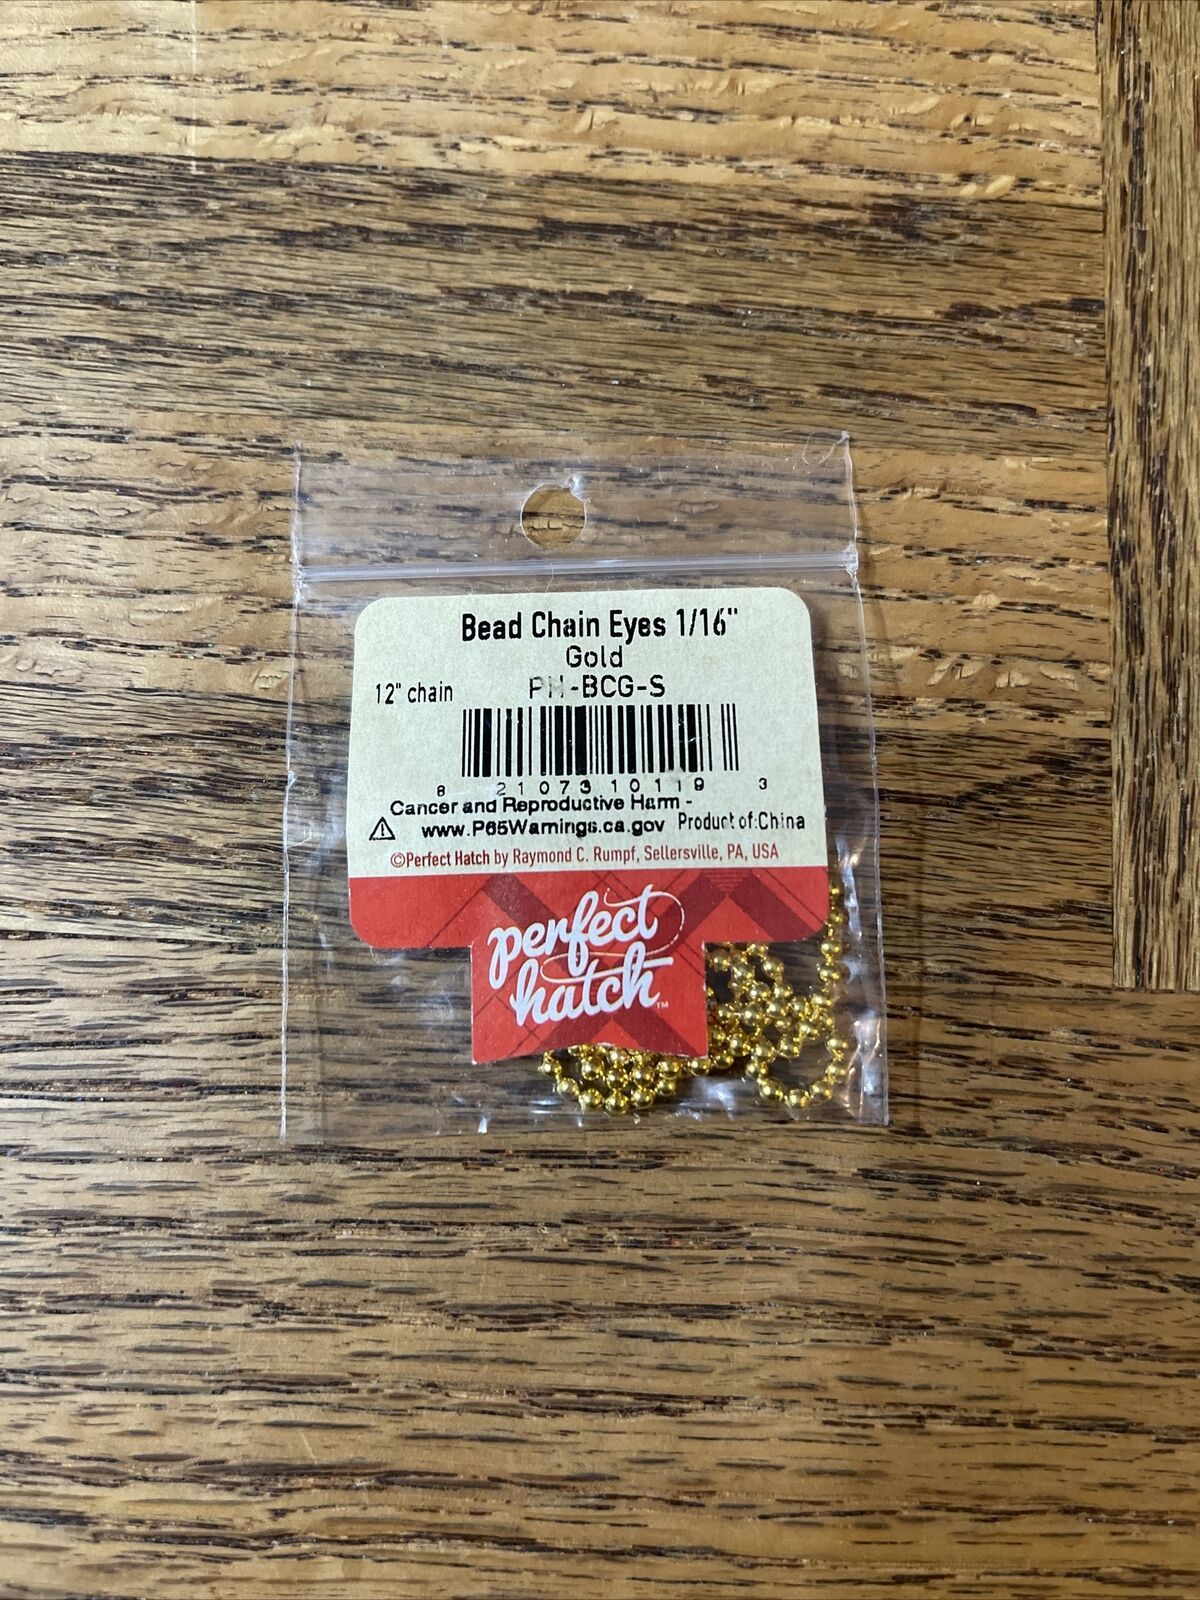 Bead Chain Eyes 1/16"
Gold
12" chain PH-BCG-S
8 21073 10119 3
Cancer and Reproductive Harm -
www.P65Warnings.ca.gov Product of China
©Perfect Hatch by Raymond C. Rumpf, Sellersville, PA, USA
perfect
hatch™